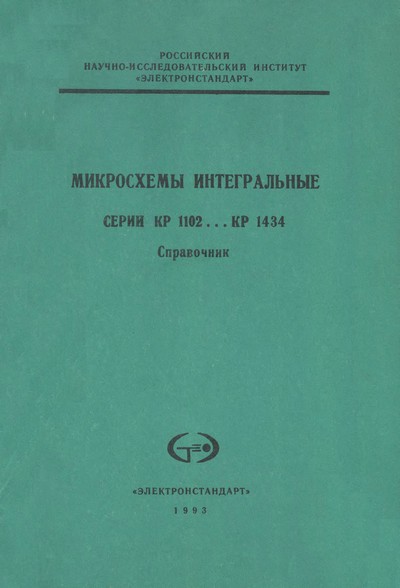 РОССИЙСКИЙ
НАУЧНО-ИССЛЕДОВАТЕЛЬСКИЙ ИНСТИТУТ
«ЭЛЕКТРОНСТАНДАРТ»
МИКРОСХЕМЫ ИНТЕГРАЛЬНЫЕ
СЕРИИ КР 1102...КР 1434
Справочник
«ЭЛЕКТРОНСТАНДАРТ»
1993